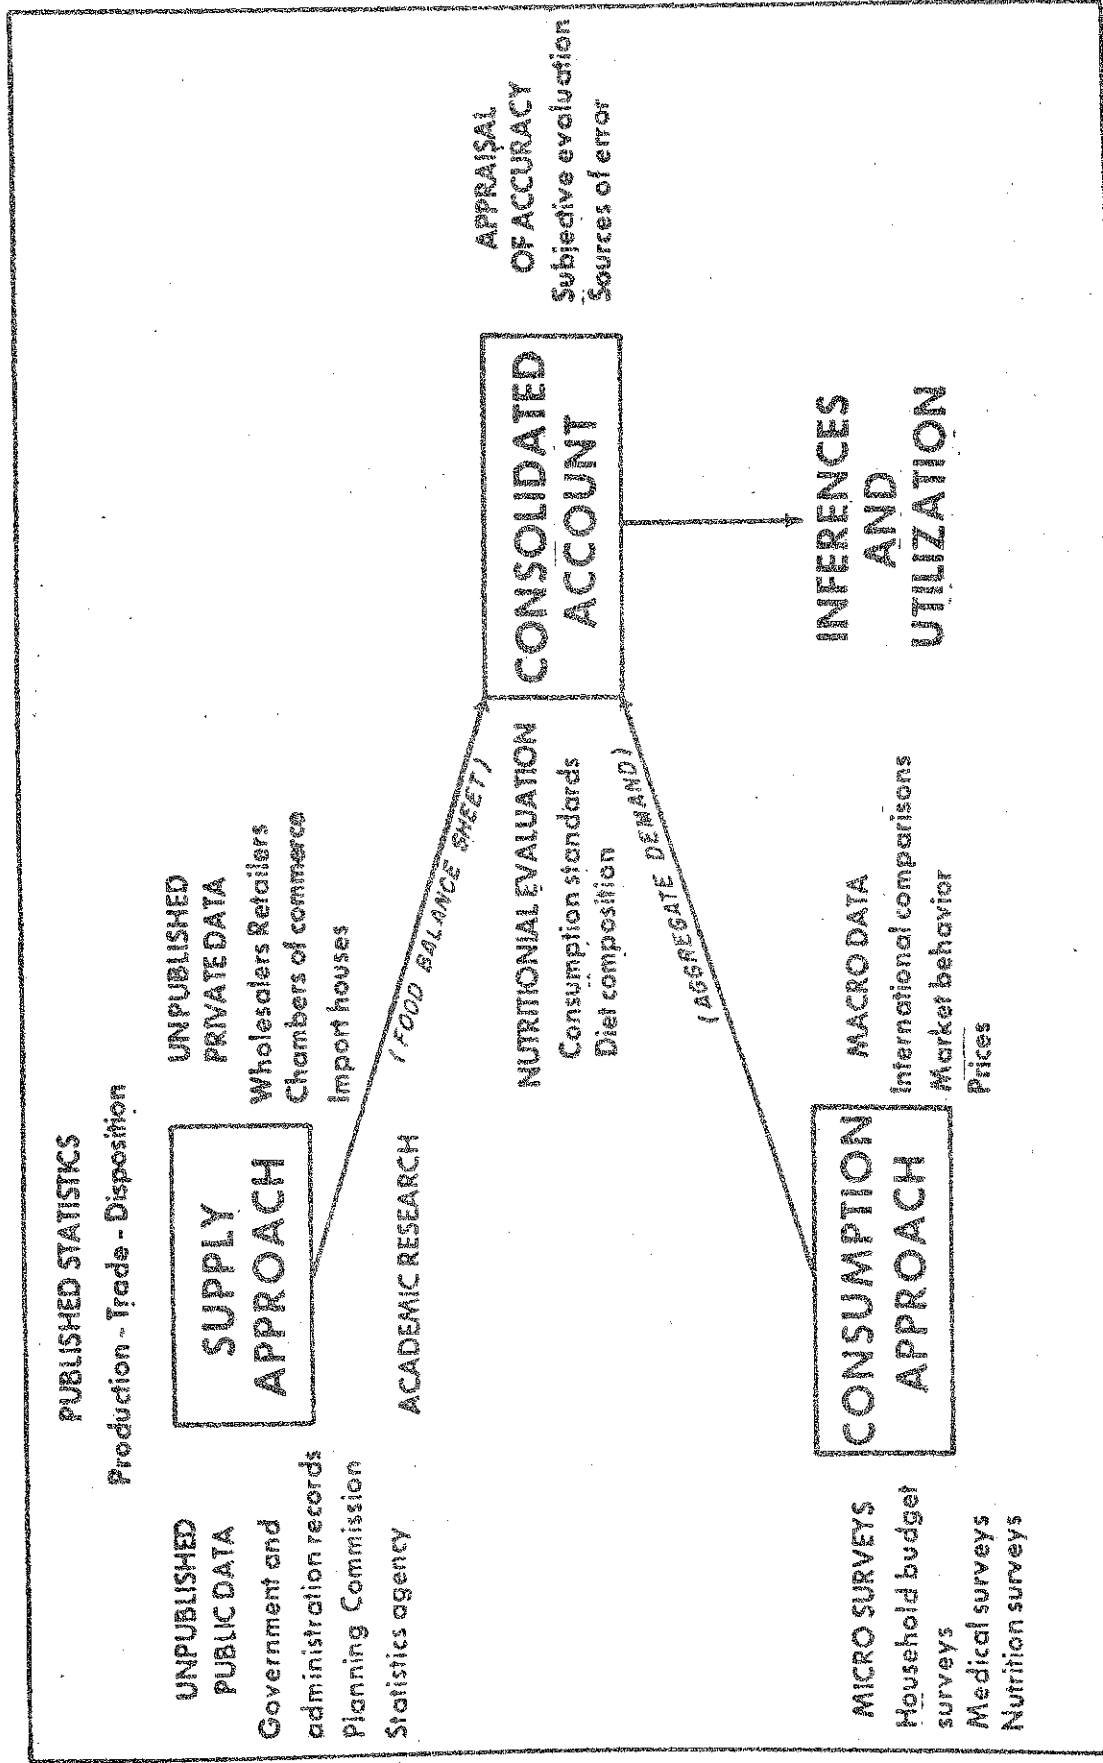 PUBLISHED STATISTICS
Production - Trade - Disposition
UNPUBLISHED
PUBLIC DATA
Government and
administration records
Planning Commission
Statistics agency
SUPPLY
APPROACH
UNPUBLISHED
PRIVATE DATA
Wholesalers Retailers
Chambers of commerce
Import houses
ACADEMIC RESEARCH
(FOOD BALANCE SHEET)
NUTRITIONIAL EVALUATION
Consumption standards
Diet composition
CONSOLIDATED
ACCOUNT
APPRAISAL
OF ACCURACY
Subjective evaluation
Sources of error
(AGGREGATE DEMAND)
MICRO SURVEYS
Household budget
surveys
Medical surveys
Nutrition surveys
CONSUMPTION
APPROACH
MACRO DATA
International comparisons
Market behavior
Prices
INFERENCES
AND
UTILIZATION